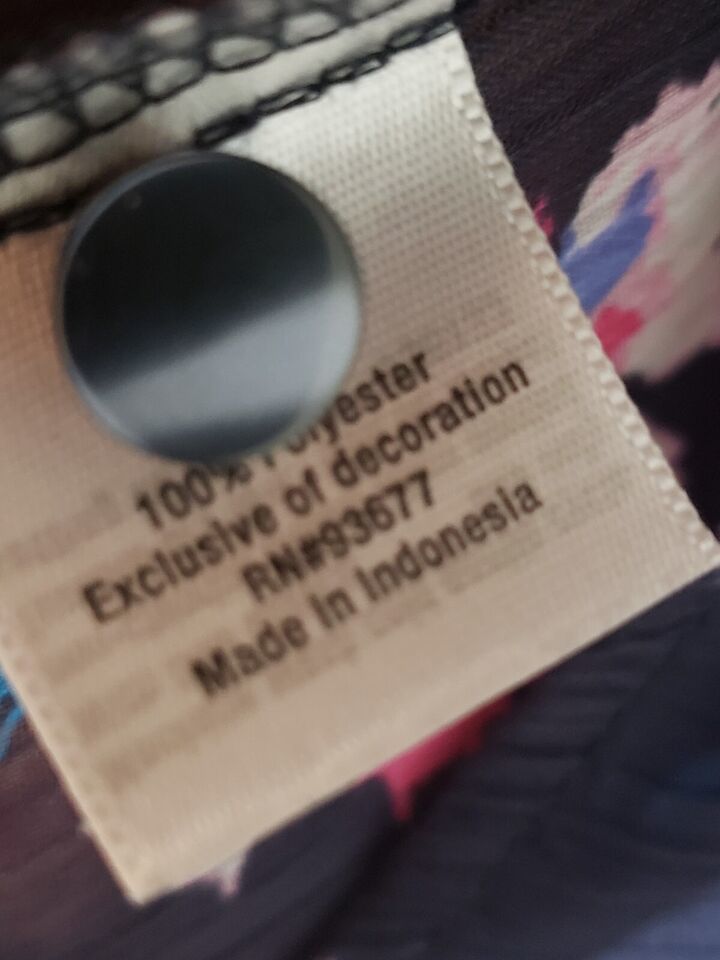 100% Polyester
Exclusive of decoration
RN#93677
Made in Indonesia